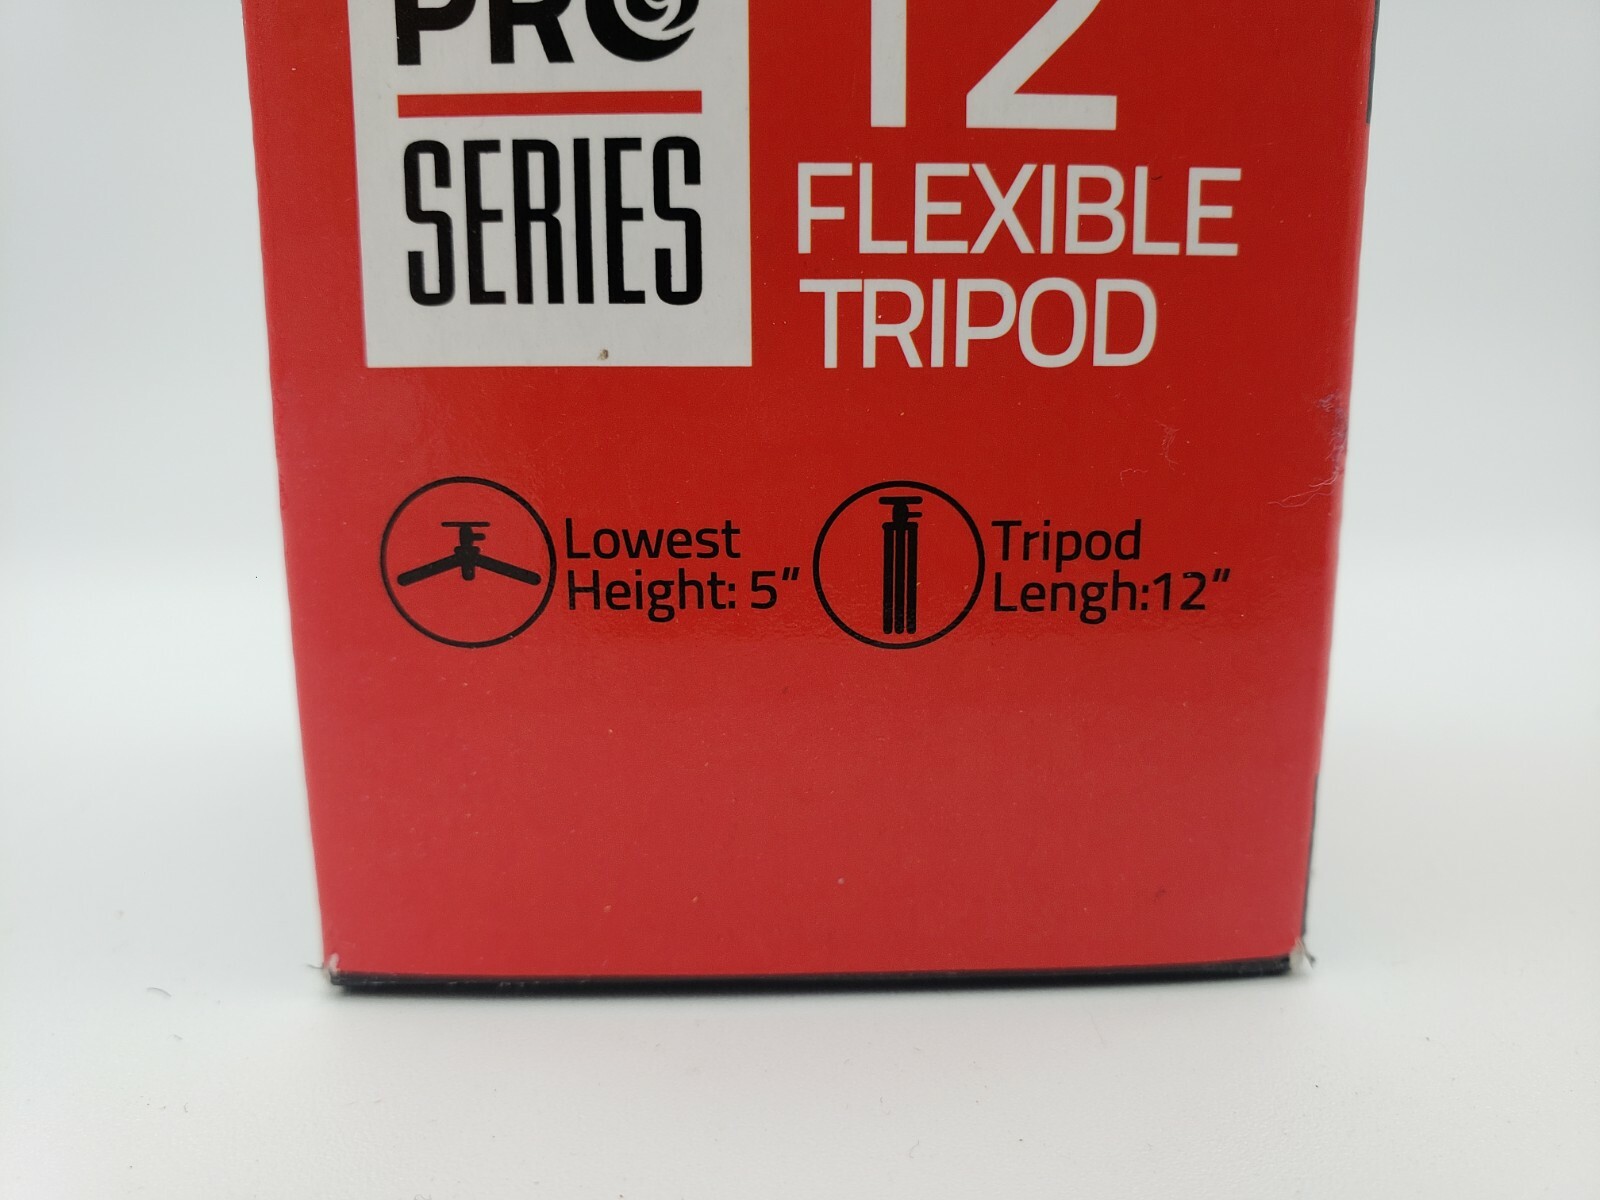 PRO
SERIES
12
FLEXIBLE
TRIPOD
Lowest
Height: 5"
Tripod
Lengh:12"